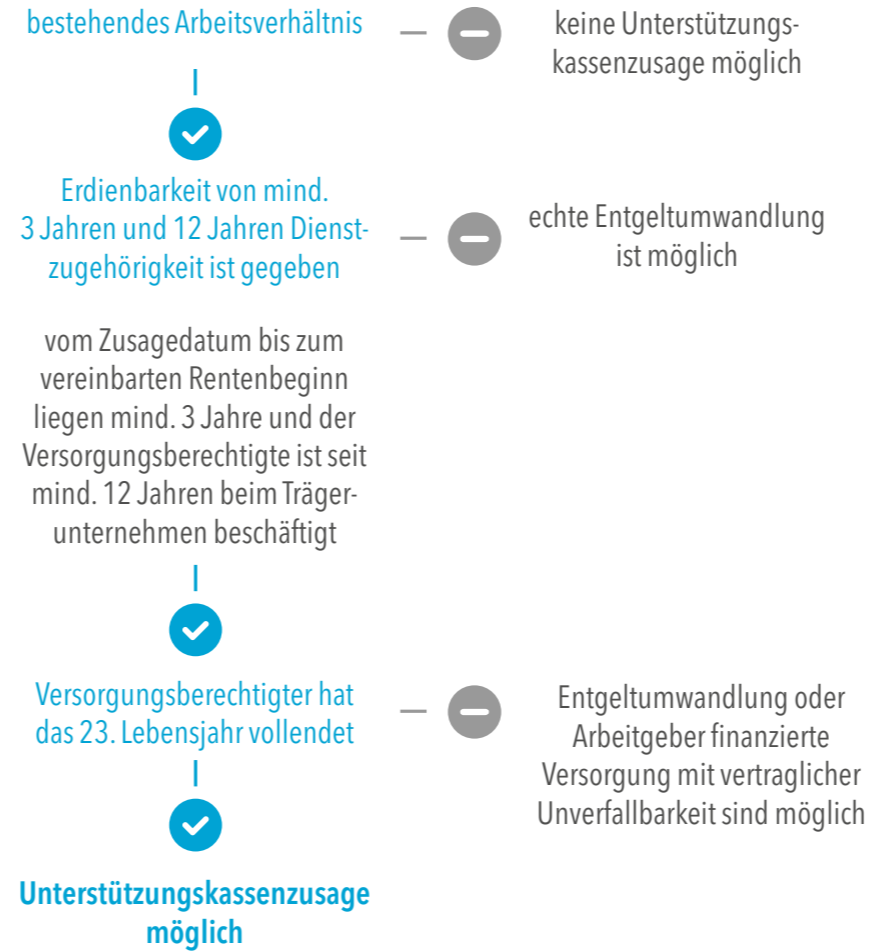 bestehendes Arbeitsverhältnis
keine Unterstützungs-
kassenzusage möglich
Erdienbarkeit von mind.
3 Jahren und 12 Jahren Dienst-
zugehörigkeit ist gegeben
echte Entgeltumwandlung
ist möglich
vom Zusagedatum bis zum
vereinbarten Rentenbeginn
liegen mind. 3 Jahre und der
Versorgungsberechtigte ist seit
mind. 12 Jahren beim Träger-
unternehmen beschäftigt
Versorgungsberechtigter hat
das 23. Lebensjahr vollendet
Entgeltumwandlung oder
Arbeitgeber finanzierte
Versorgung mit vertraglicher
Unverfallbarkeit sind möglich
Unterstützungskassenzusage
möglich